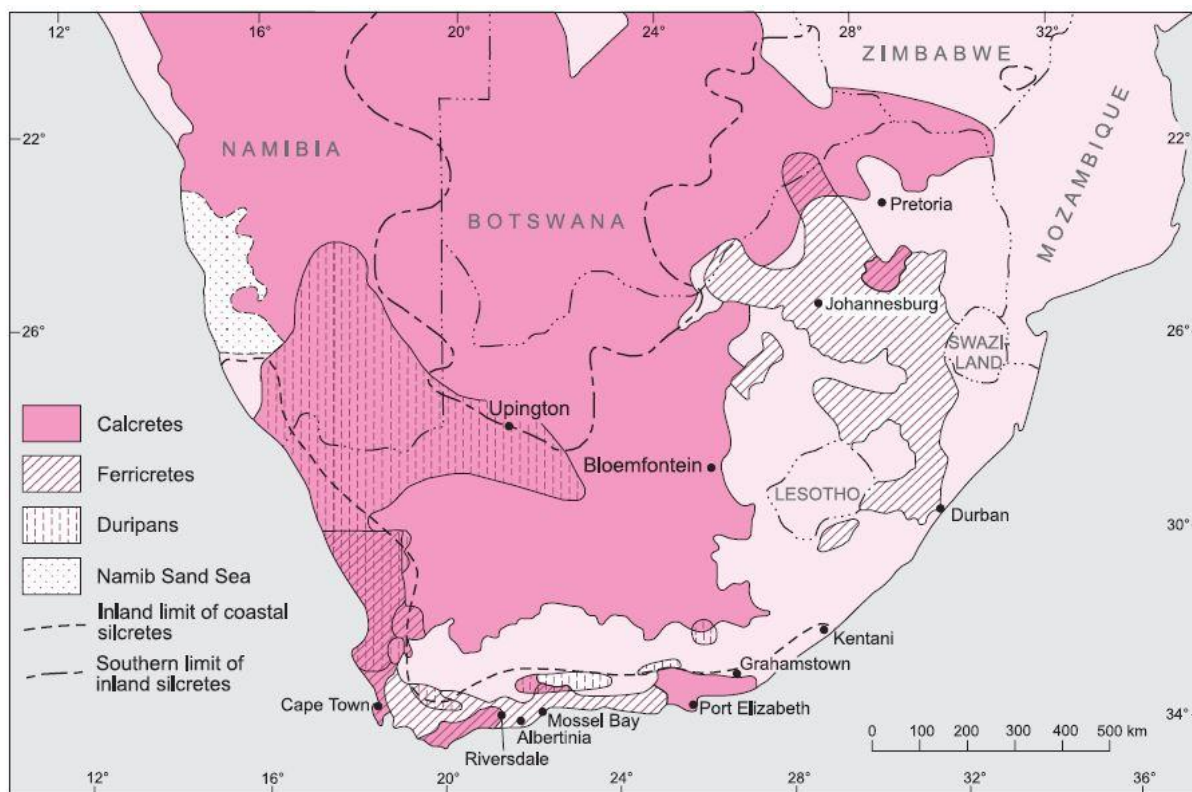 12° 16° 20° 24° 28° 32°
ZIMBABWE
MOZAMBIQUE
22° NAMIBIA 22°
BOTSWANA
Pretoria
Johannesburg
26° 26°
SWAZI-
LAND
Upington
Calcretes
Bloemfontein
Ferricretes
LESOTHO
Durban
Duripans
30°
Namib Sand Sea
Inland limit of coastal
silcretes
Kentani
Southern limit of
inland silcretes
Grahamstown
Cape Town
Port Elizabeth
Mossel Bay
34°
Albertinia
Riversdale
0 100 200 300 400 500 km
12° 16° 20° 24° 28° 32° 36°